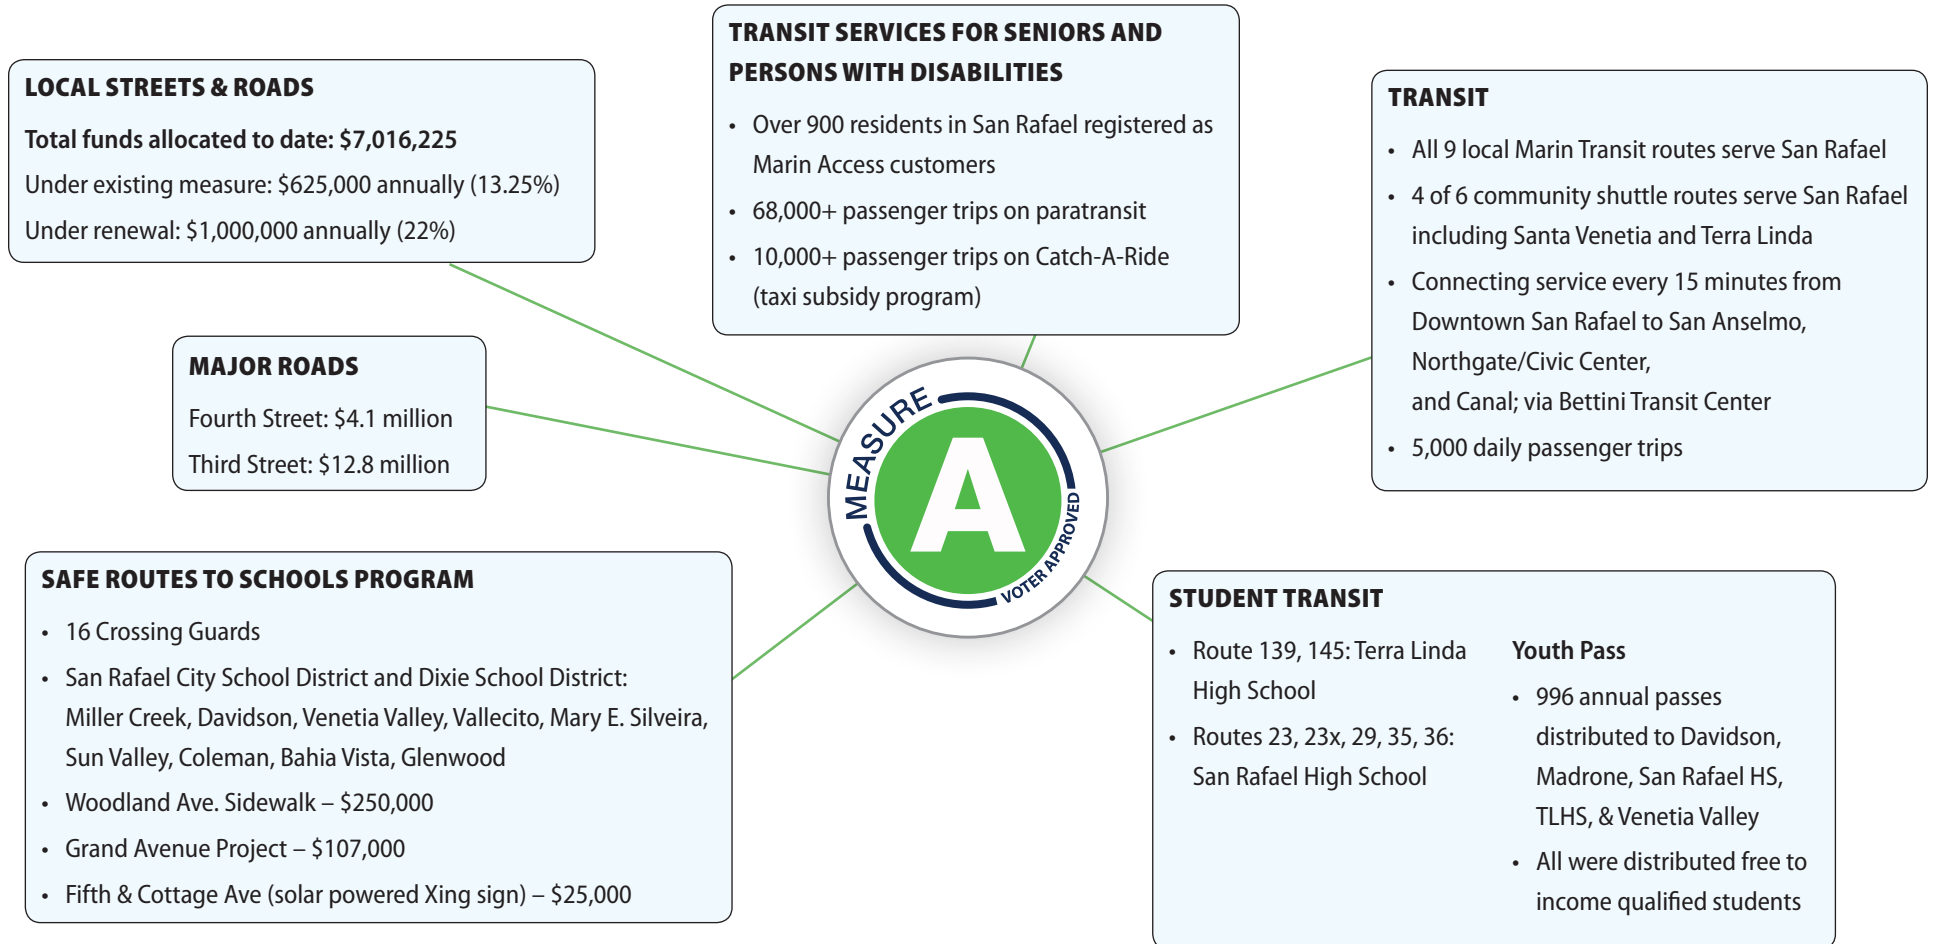 LOCAL STREETS & ROADS
Total funds allocated to date: $7,016,225
Under existing measure: $625,000 annually (13.25%)
Under renewal: $1,000,000 annually (22%)
TRANSIT SERVICES FOR SENIORS AND
PERSONS WITH DISABILITIES
• Over 900 residents in San Rafael registered as
Marin Access customers
• 68,000+ passenger trips on paratransit
• 10,000+ passenger trips on Catch-A-Ride
(taxi subsidy program)
TRANSIT
• All 9 local Marin Transit routes serve San Rafael
• 4 of 6 community shuttle routes serve San Rafael
including Santa Venetia and Terra Linda
• Connecting service every 15 minutes from
Downtown San Rafael to San Anselmo,
Northgate/Civic Center,
and Canal; via Bettini Transit Center
• 5,000 daily passenger trips
MAJOR ROADS
Fourth Street: $4.1 million
Third Street: $12.8 million
MEASURE
A
VOTER APPROVED
SAFE ROUTES TO SCHOOLS PROGRAM
• 16 Crossing Guards
• San Rafael City School District and Dixie School District:
Miller Creek, Davidson, Venetia Valley, Vallecito, Mary E. Silveira,
Sun Valley, Coleman, Bahia Vista, Glenwood
• Woodland Ave. Sidewalk – $250,000
• Grand Avenue Project – $107,000
• Fifth & Cottage Ave (solar powered Xing sign) – $25,000
STUDENT TRANSIT
• Route 139, 145: Terra Linda
High School
• Routes 23, 23x, 29, 35, 36:
San Rafael High School
Youth Pass
• 996 annual passes
distributed to Davidson,
Madrone, San Rafael HS,
TLHS, & Venetia Valley
• All were distributed free to
income qualified students